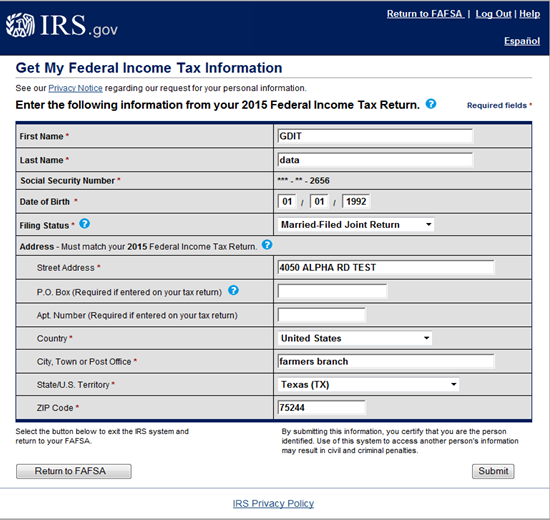 IRS.gov
Return to FAFSA | Log Out | Help
Español
Get My Federal Income Tax Information
See our Privacy Notice regarding our request for your personal information.
Enter the following information from your 2015 Federal Income Tax Return. ? Required fields *
First Name * GDIT
Last Name * data
Social Security Number * *** - ** - 2656
Date of Birth * 01 / 01 / 1992
Filing Status * ? Married-Filed Joint Return
Address - Must match your 2015 Federal Income Tax Return. ?
Street Address * 4050 ALPHA RD TEST
P.O. Box (Required if entered on your tax return) ?
Apt. Number (Required if entered on your tax return)
Country * United States
City, Town or Post Office * farmers branch
State/U.S. Territory * Texas (TX)
ZIP Code * 75244
Select the button below to exit the IRS system and
return to your FAFSA.
By submitting this information, you certify that you are the person
identified. Use of this system to access another person's information
may result in civil and criminal penalties.
Return to FAFSA
Submit
IRS Privacy Policy